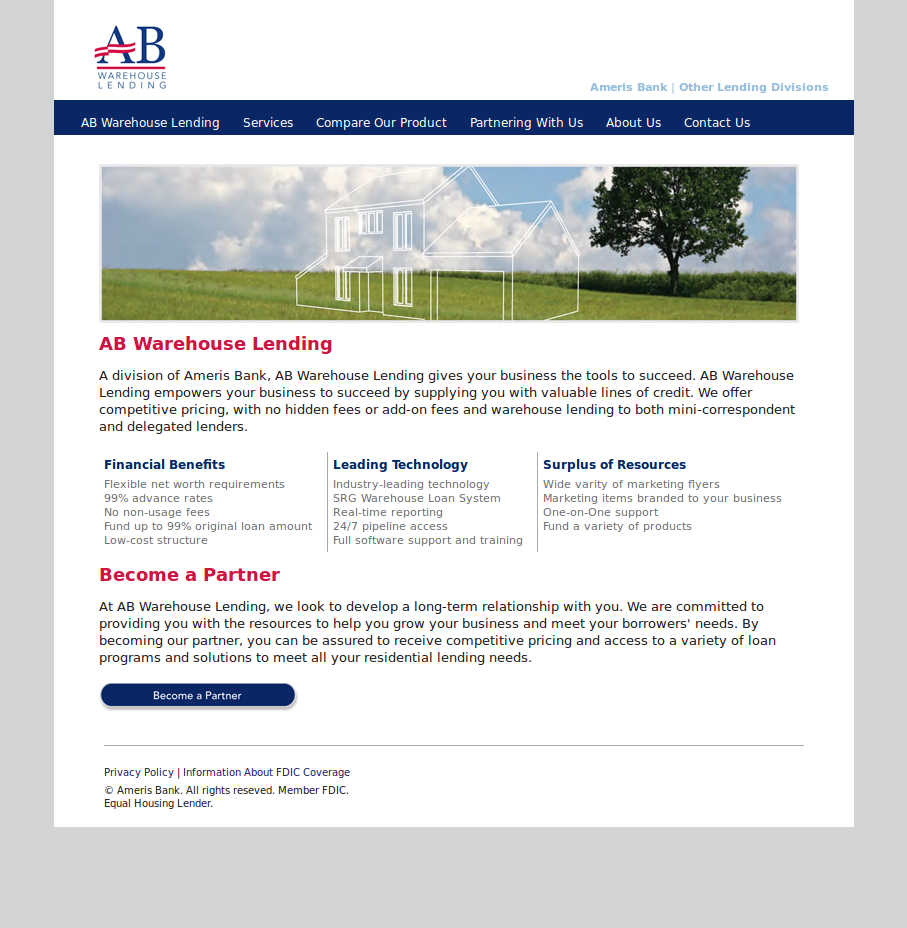 AB
WAREHOUSE
LENDING
Ameris Bank | Other Lending Divisions
AB Warehouse Lending Services Compare Our Product Partnering With Us About Us Contact Us
AB Warehouse Lending
A division of Ameris Bank, AB Warehouse Lending gives your business the tools to succeed. AB Warehouse
Lending empowers your business to succeed by supplying you with valuable lines of credit. We offer
competitive pricing, with no hidden fees or add-on fees and warehouse lending to both mini-correspondent
and delegated lenders.
Financial Benefits
Flexible net worth requirements
99% advance rates
No non-usage fees
Fund up to 99% original loan amount
Low-cost structure
Leading Technology
Industry-leading technology
SRG Warehouse Loan System
Real-time reporting
24/7 pipeline access
Full software support and training
Surplus of Resources
Wide varity of marketing flyers
Marketing items branded to your business
One-on-One support
Fund a variety of products
Become a Partner
At AB Warehouse Lending, we look to develop a long-term relationship with you. We are committed to
providing you with the resources to help you grow your business and meet your borrowers' needs. By
becoming our partner, you can be assured to receive competitive pricing and access to a variety of loan
programs and solutions to meet all your residential lending needs.
Become a Partner
Privacy Policy | Information About FDIC Coverage
© Ameris Bank. All rights reseved. Member FDIC.
Equal Housing Lender.